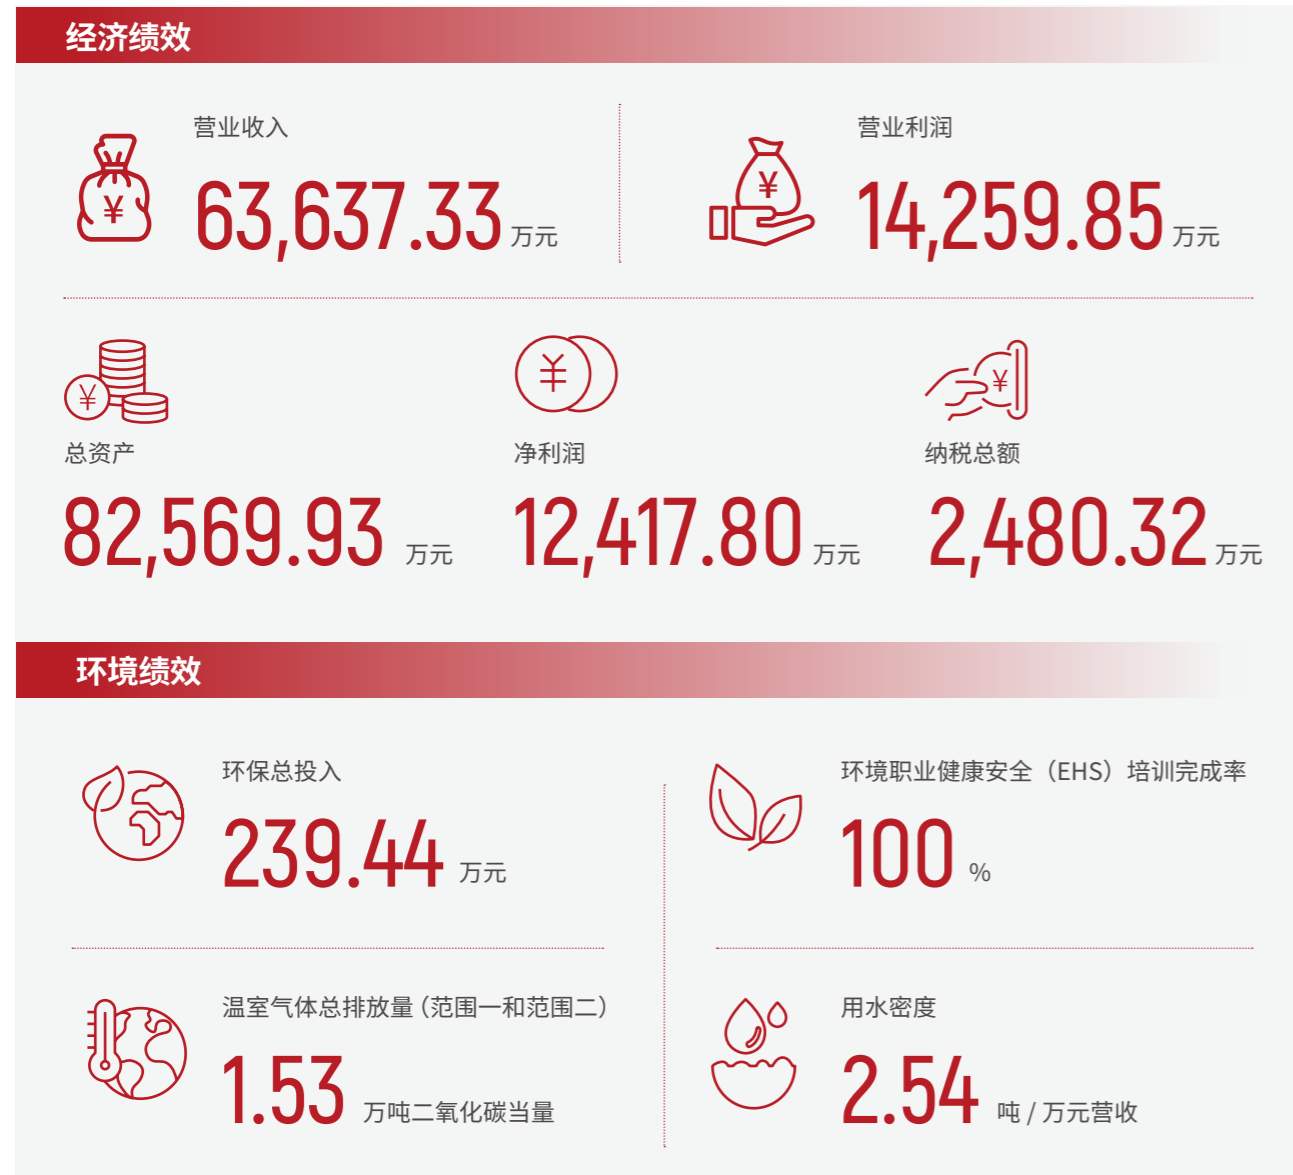 经济绩效
营业收入
63,637.33 万元
营业利润
14,259.85 万元
总资产
82,569.93 万元
净利润
12,417.80 万元
纳税总额
2,480.32 万元
环境绩效
环保总投入
239.44 万元
环境职业健康安全（EHS）培训完成率
100 %
温室气体总排放量（范围一和范围二）
1.53 万吨二氧化碳当量
用水密度
2.54 吨 / 万元营收